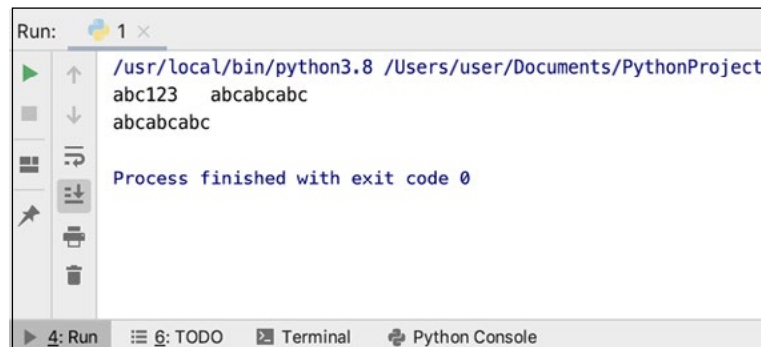 Run: 1
/usr/local/bin/python3.8 /Users/user/Documents/PythonProject
abc123   abcabcabc
abcabcabc
Process finished with exit code 0
4: Run 6: TODO Terminal Python Console